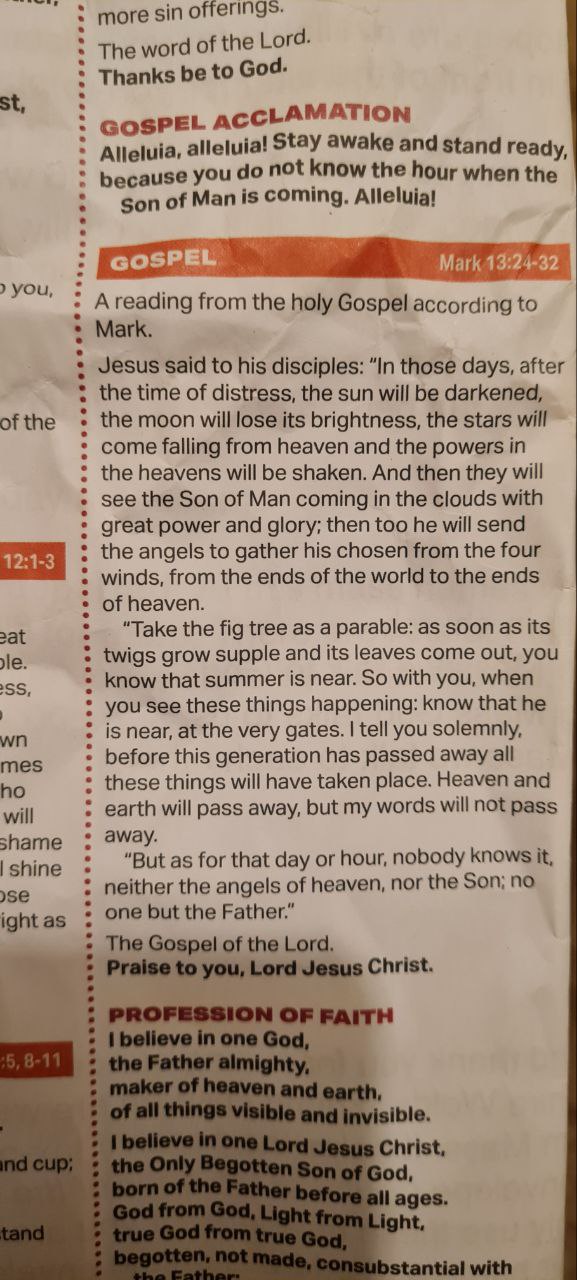 st,
o you,
of the
12:1-3
eat
ple.
ess,
wn
mes
ho
will
shame
l shine
ose
ight as
:5, 8-11
and cup;
stand
more sin offerings.
The word of the Lord.
Thanks be to God.
GOSPEL ACCLAMATION
Alleluia, alleluia! Stay awake and stand ready,
because you do not know the hour when the
Son of Man is coming. Alleluia!
GOSPEL Mark 13:24-32
A reading from the holy Gospel according to
Mark.
Jesus said to his disciples: “In those days, after
the time of distress, the sun will be darkened,
the moon will lose its brightness, the stars will
come falling from heaven and the powers in
the heavens will be shaken. And then they will
see the Son of Man coming in the clouds with
great power and glory; then too he will send
the angels to gather his chosen from the four
winds, from the ends of the world to the ends
of heaven.
“Take the fig tree as a parable: as soon as its
twigs grow supple and its leaves come out, you
know that summer is near. So with you, when
you see these things happening: know that he
is near, at the very gates. I tell you solemnly,
before this generation has passed away all
these things will have taken place. Heaven and
earth will pass away, but my words will not pass
away.
“But as for that day or hour, nobody knows it,
neither the angels of heaven, nor the Son; no
one but the Father.”
The Gospel of the Lord.
Praise to you, Lord Jesus Christ.
PROFESSION OF FAITH
I believe in one God,
the Father almighty,
maker of heaven and earth,
of all things visible and invisible.
I believe in one Lord Jesus Christ,
the Only Begotten Son of God,
born of the Father before all ages.
God from God, Light from Light,
true God from true God,
begotten, not made, consubstantial with
the Father;